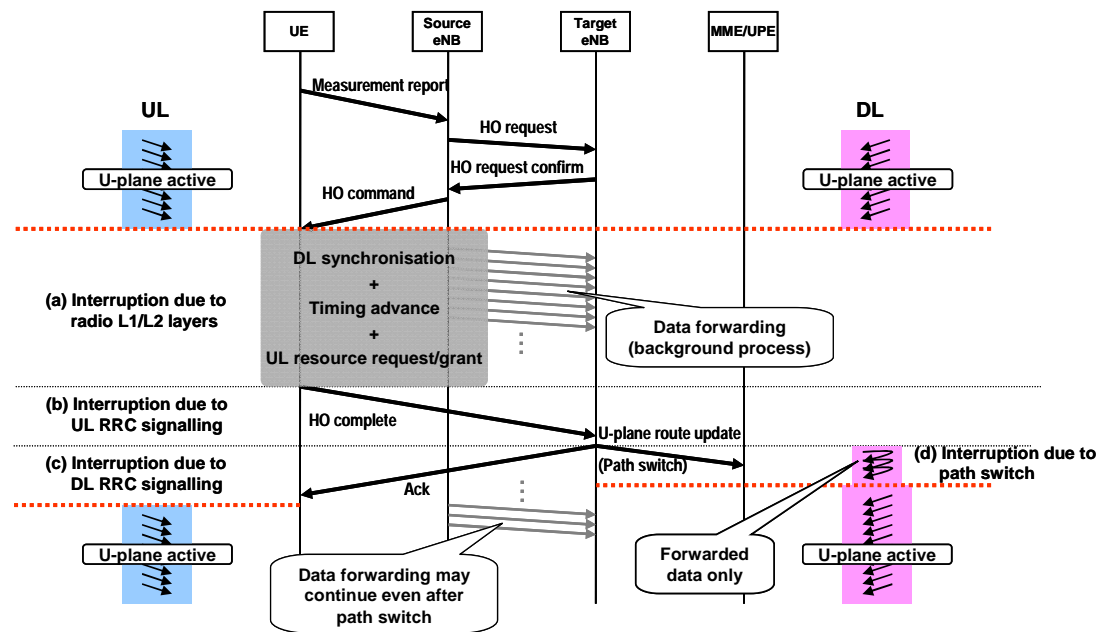 UE
Source
eNB
Target
eNB
MME/UPE
Measurement report
UL
DL
HO request
HO request confirm
U-plane active
U-plane active
HO command
DL synchronisation
+
Timing advance
+
UL resource request/grant
(a) Interruption due to
radio L1/L2 layers
Data forwarding
(background process)
(b) Interruption due to
UL RRC signalling
HO complete
U-plane route update
(Path switch)
(c) Interruption due to
DL RRC signalling
(d) Interruption due to
path switch
Ack
U-plane active
Data forwarding may
continue even after
path switch
Forwarded
data only
U-plane active